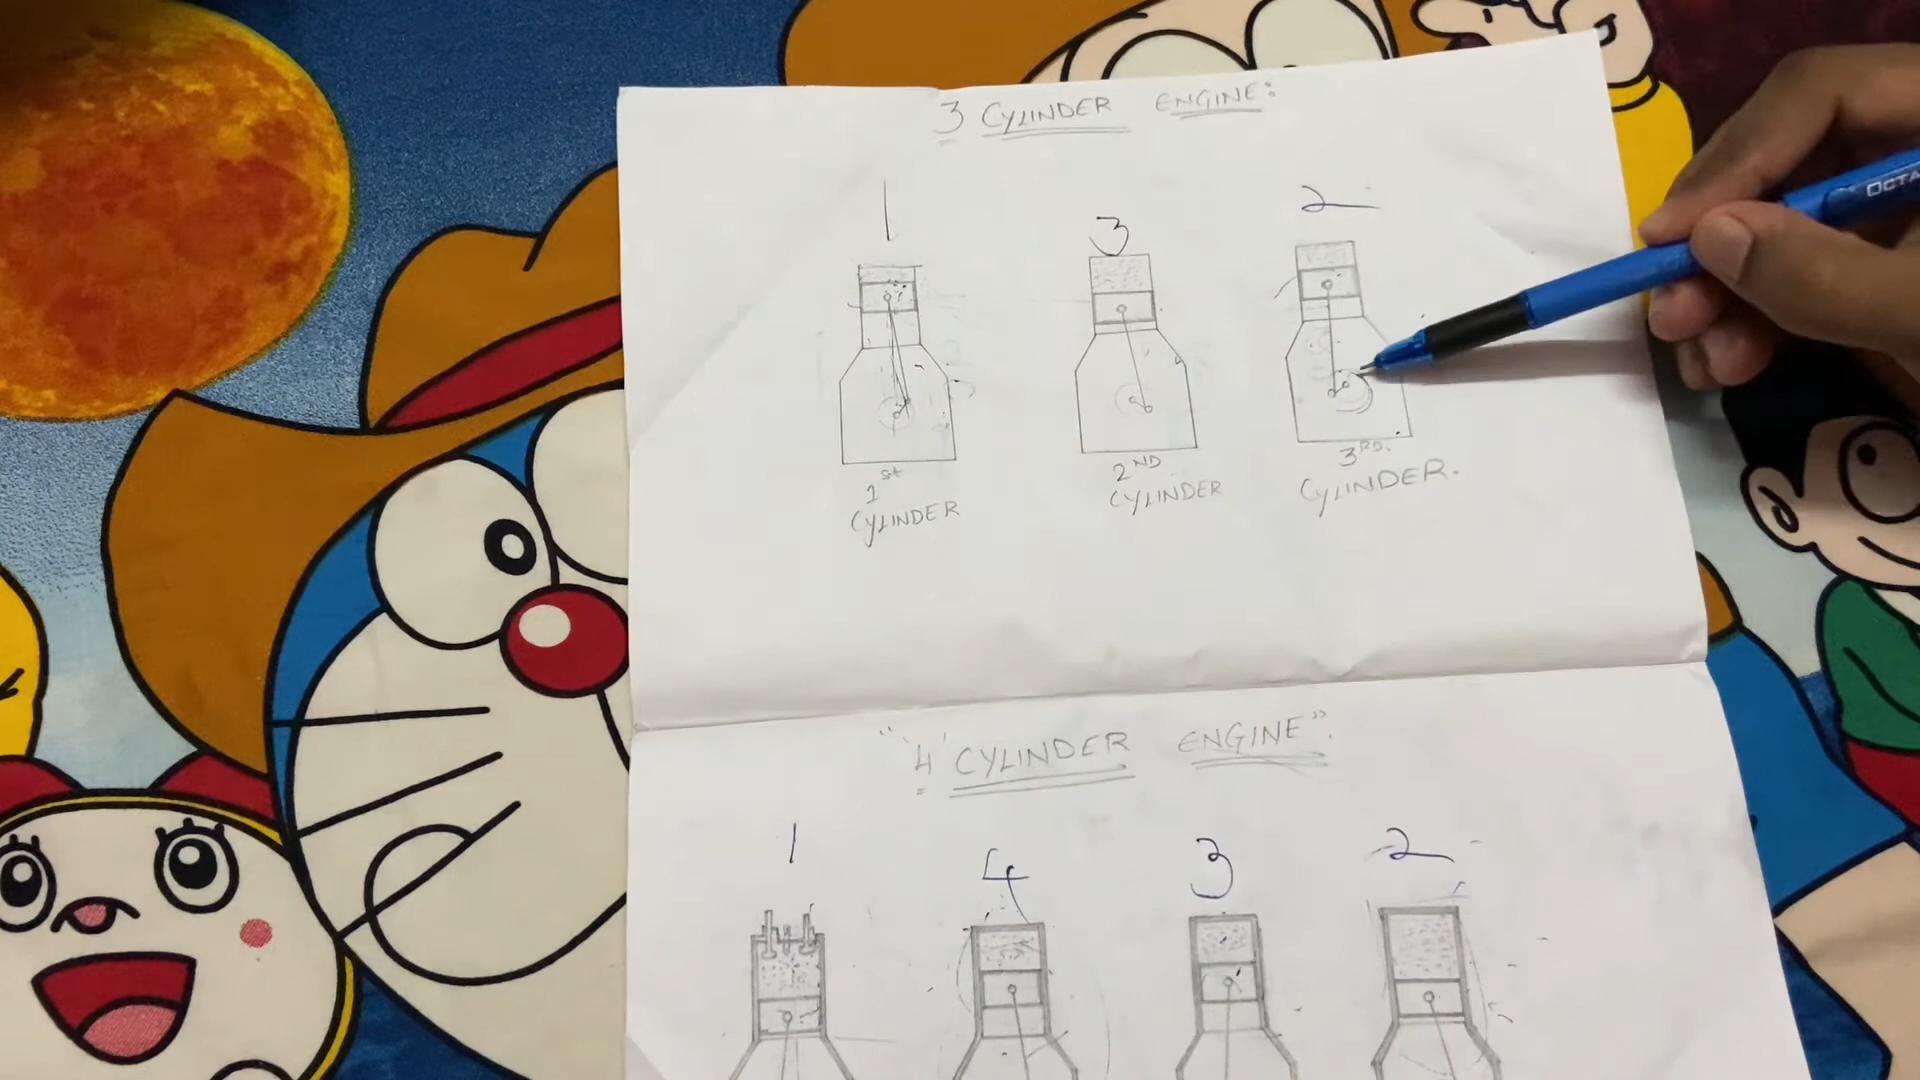 3 CYLINDER ENGINE:
1 3 2
1st
CYLINDER
2ND
CYLINDER
3RD.
CYLINDER.
"4 CYLINDER ENGINE".
1 4 3 2
OCTA